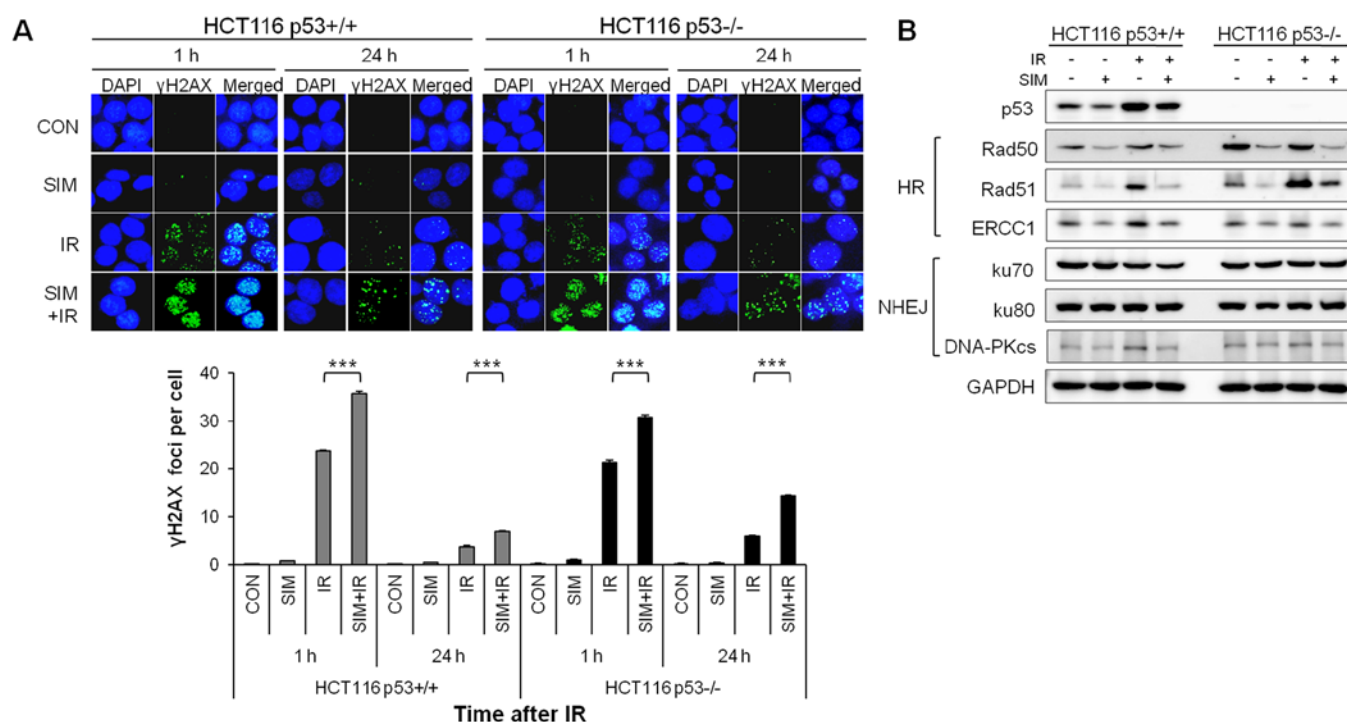 A
HCT116 p53+/+ HCT116 p53-/-
1 h 24 h 1 h 24 h
DAPI γH2AX Merged DAPI γH2AX Merged DAPI γH2AX Merged DAPI γH2AX Merged
CON
SIM
IR
SIM
+IR
γH2AX foci per cell
40
30
20
10
0
*** *** *** ***
CON SIM IR SIM+IR CON SIM IR SIM+IR CON SIM IR SIM+IR CON SIM IR SIM+IR
1 h 24 h 1 h 24 h
HCT116 p53+/+ HCT116 p53-/-
Time after IR
B
HCT116 p53+/+ HCT116 p53-/-
IR - - + + - - + +
SIM - + - + - + - +
p53
HR
Rad50
Rad51
ERCC1
NHEJ
ku70
ku80
DNA-PKcs
GAPDH